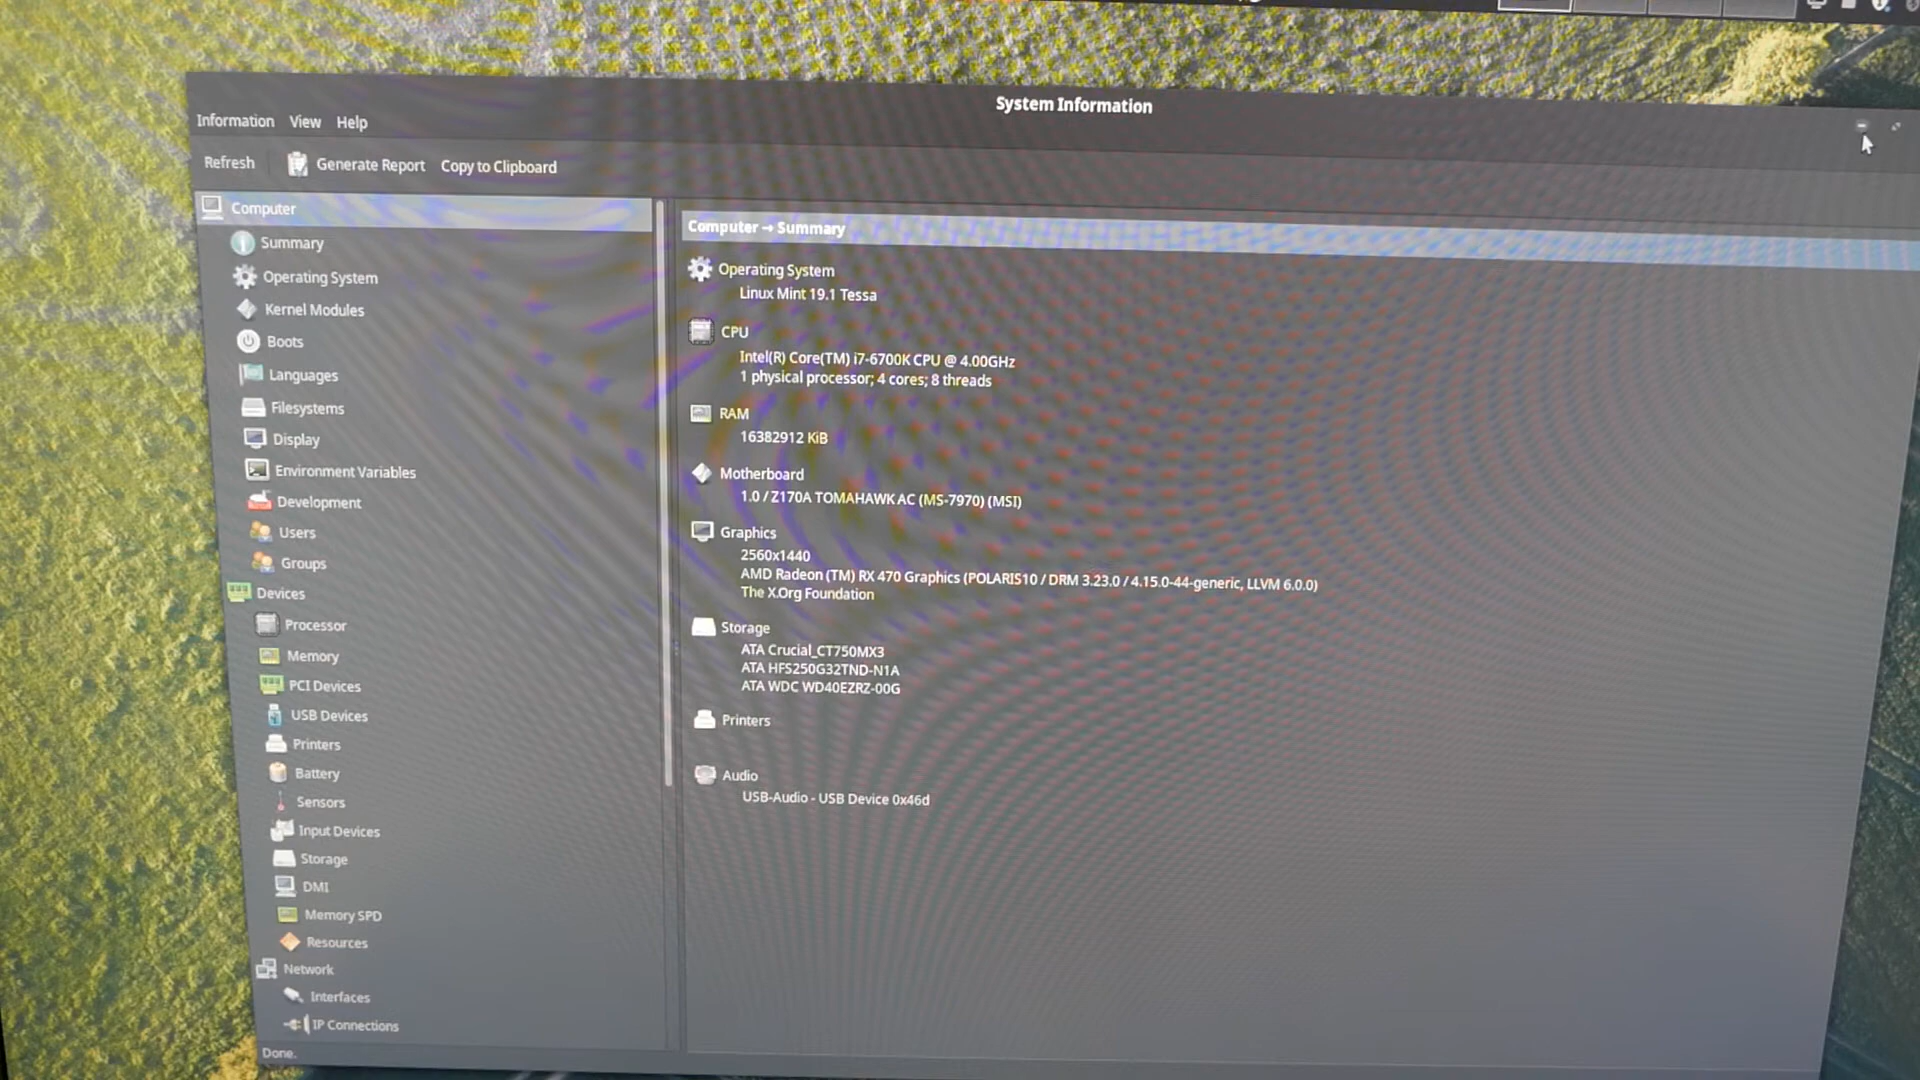 System Information
Information View Help
Refresh Generate Report Copy to Clipboard
Computer
Summary
Operating System
Kernel Modules
Boots
Languages
Filesystems
Display
Environment Variables
Development
Users
Groups
Devices
Processor
Memory
PCI Devices
USB Devices
Printers
Battery
Sensors
Input Devices
Storage
DMI
Memory SPD
Resources
Network
Interfaces
IP Connections
Done.
Computer → Summary
Operating System
Linux Mint 19.1 Tessa
CPU
Intel(R) Core(TM) i7-6700K CPU @ 4.00GHz
1 physical processor; 4 cores; 8 threads
RAM
16382912 KiB
Motherboard
1.0 / Z170A TOMAHAWK AC (MS-7970) (MSI)
Graphics
2560x1440
AMD Radeon (TM) RX 470 Graphics (POLARIS10 / DRM 3.23.0 / 4.15.0-44-generic, LLVM 6.0.0)
The X.Org Foundation
Storage
ATA Crucial_CT750MX3
ATA HFS250G32TND-N1A
ATA WDC WD40EZRZ-00G
Printers
Audio
USB-Audio - USB Device 0x46d